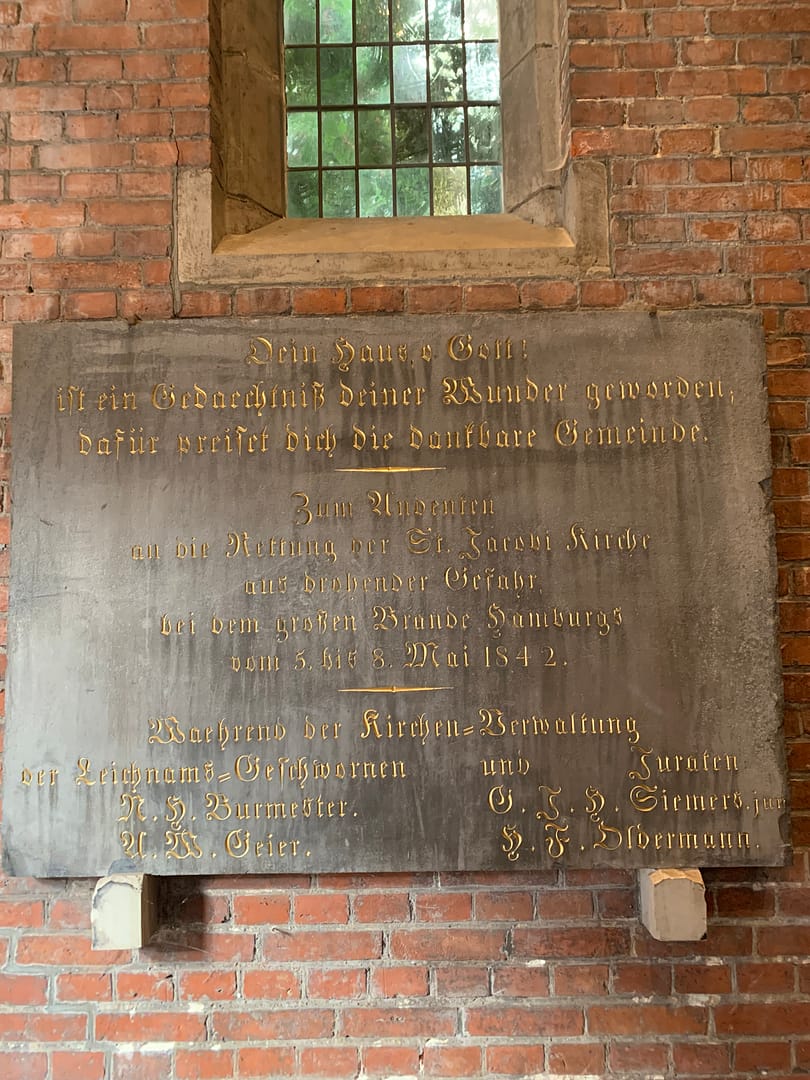 Dein Haus, o Gott!
ist ein Gedaechtniß deiner Wunder geworden;
dafür preiset dich die dankbare Gemeinde.
Zum Andenken
an die Rettung der St. Jacobi Kirche
aus drohender Gefahr,
bei dem großen Brande Hamburgs
vom 5. bis 8. Mai 1842.
Waehrend der Kirchen=Verwaltung
der Leichnams=Geschwornen und Juraten
N. H. Burmester. G. J. H. Siemers. jun
A. W. Geier. H. F. Oldermann.